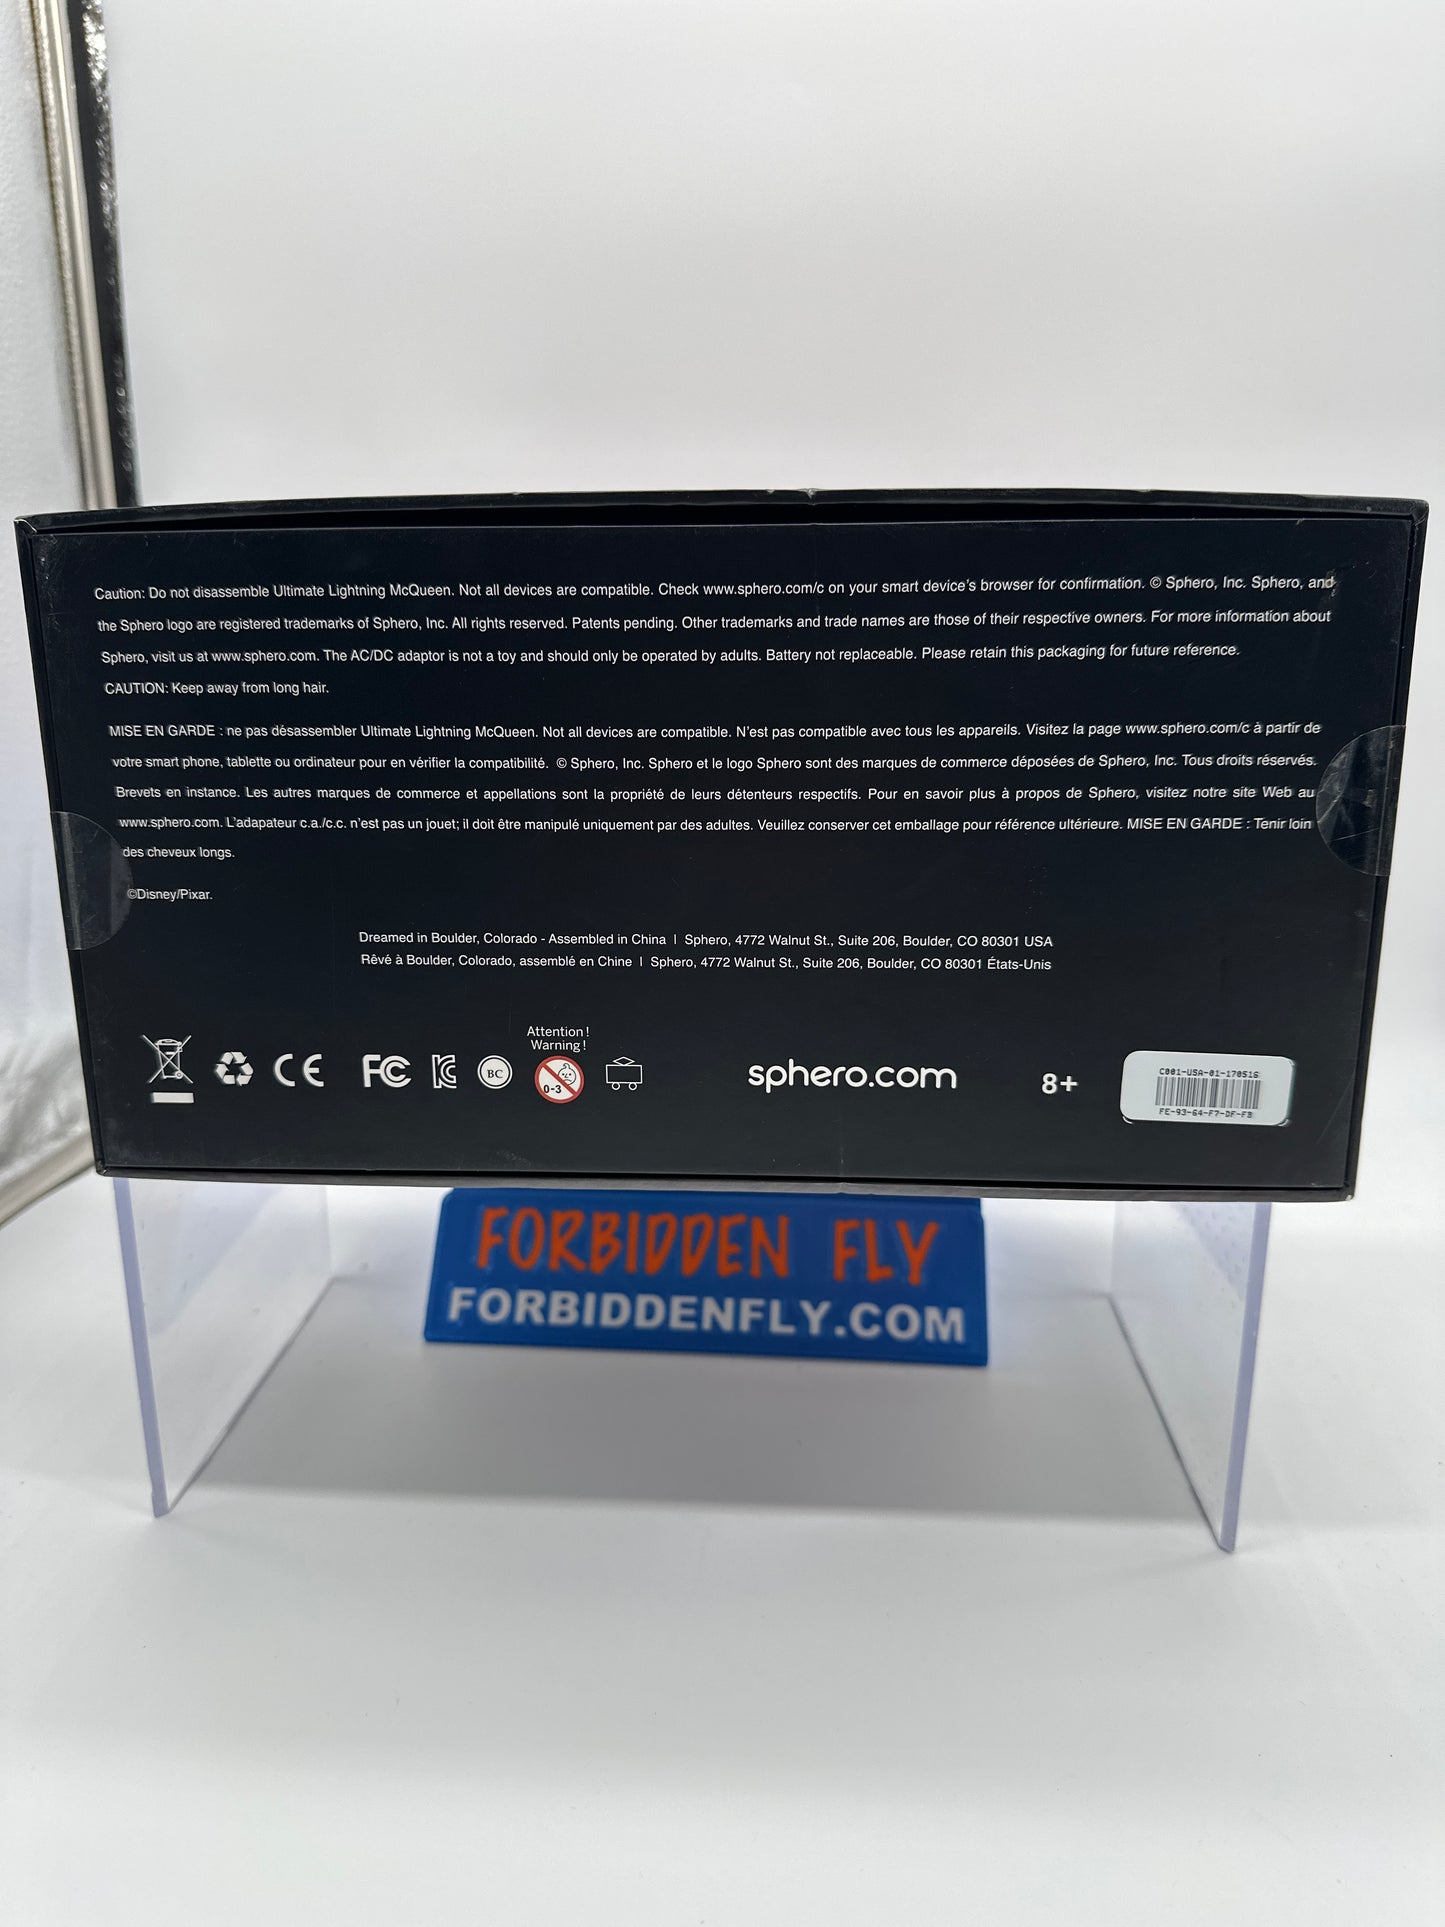 Caution: Do not disassemble Ultimate Lightning McQueen. Not all devices are compatible. Check www.sphero.com/c on your smart device's browser for confirmation. © Sphero, Inc. Sphero, and
the Sphero logo are registered trademarks of Sphero, Inc. All rights reserved. Patents pending. Other trademarks and trade names are those of their respective owners. For more information about
Sphero, visit us at www.sphero.com. The AC/DC adaptor is not a toy and should only be operated by adults. Battery not replaceable. Please retain this packaging for future reference.
CAUTION: Keep away from long hair.
MISE EN GARDE : ne pas désassembler Ultimate Lightning McQueen. Not all devices are compatible. N'est pas compatible avec tous les appareils. Visitez la page www.sphero.com/c à partir de
votre smart phone, tablette ou ordinateur pour en vérifier la compatibilité. © Sphero, Inc. Sphero et le logo Sphero sont des marques de commerce déposées de Sphero, Inc. Tous droits réservés.
Brevets en instance. Les autres marques de commerce et appellations sont la propriété de leurs détenteurs respectifs. Pour en savoir plus à propos de Sphero, visitez notre site Web au
www.sphero.com. L'adapateur c.a./c.c. n'est pas un jouet; il doit être manipulé uniquement par des adultes. Veuillez conserver cet emballage pour référence ultérieure. MISE EN GARDE : Tenir loin
des cheveux longs.
©Disney/Pixar.
Dreamed in Boulder, Colorado - Assembled in China | Sphero, 4772 Walnut St., Suite 206, Boulder, CO 80301 USA
Rêvé à Boulder, Colorado, assemblé en Chine | Sphero, 4772 Walnut St., Suite 206, Boulder, CO 80301 États-Unis
Attention!
Warning!
CE FC BC 0-3 sphero.com 8+
C001-USA-01-170516
FE-93-64-F7-DF-FB
FORBIDDEN FLY
FORBIDDENFLY.COM